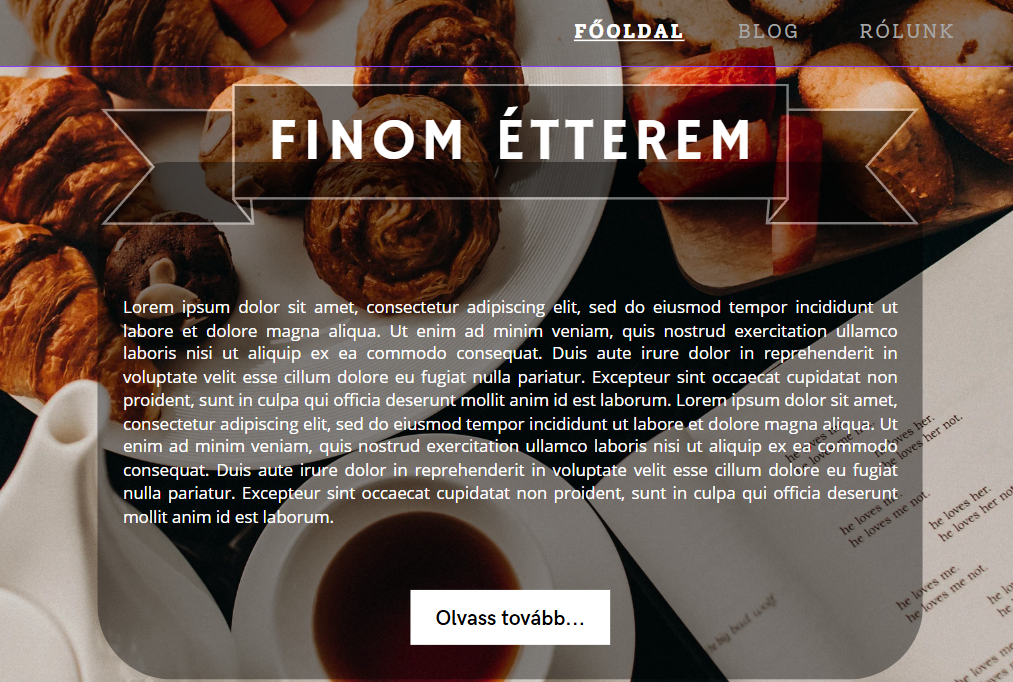 FŐOLDAL BLOG RÓLUNK
FINOM ÉTTEREM
Lorem ipsum dolor sit amet, consectetur adipiscing elit, sed do eiusmod tempor incididunt ut
labore et dolore magna aliqua. Ut enim ad minim veniam, quis nostrud exercitation ullamco
laboris nisi ut aliquip ex ea commodo consequat. Duis aute irure dolor in reprehenderit in
voluptate velit esse cillum dolore eu fugiat nulla pariatur. Excepteur sint occaecat cupidatat non
proident, sunt in culpa qui officia deserunt mollit anim id est laborum. Lorem ipsum dolor sit amet,
consectetur adipiscing elit, sed do eiusmod tempor incididunt ut labore et dolore magna aliqua. Ut
enim ad minim veniam, quis nostrud exercitation ullamco laboris nisi ut aliquip ex ea commodo
consequat. Duis aute irure dolor in reprehenderit in voluptate velit esse cillum dolore eu fugiat
nulla pariatur. Excepteur sint occaecat cupidatat non proident, sunt in culpa qui officia deserunt
mollit anim id est laborum.
Olvass tovább...
he loves her.
he loves her not.
he loves me.
he loves me not.
he loves her.
he loves her not
he loves me.
he loves me not.
big bad wolf